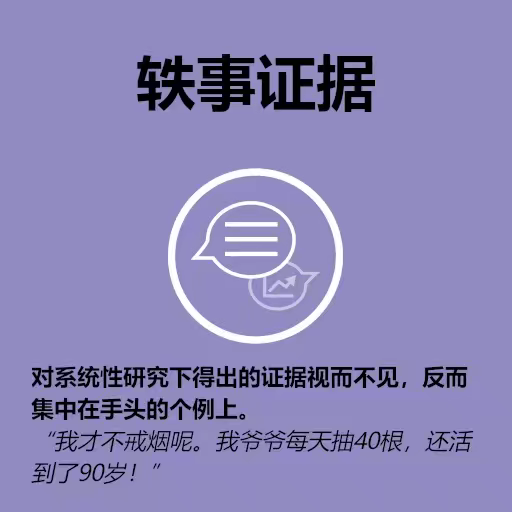 轶事证据
对系统性研究下得出的证据视而不见，反而
集中在手头的个例上。
“我才不戒烟呢。我爷爷每天抽40根，还活
到了90岁！”